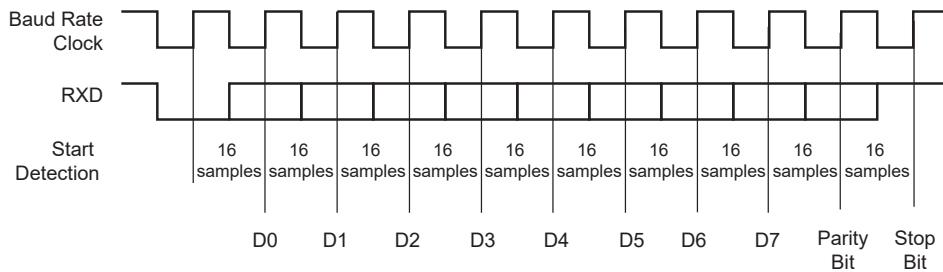 Baud Rate
Clock
RXD
Start
Detection
16 16 16 16 16 16 16 16 16 16
samples samples samples samples samples samples samples samples samples samples
D0 D1 D2 D3 D4 D5 D6 D7 Parity Stop
Bit Bit